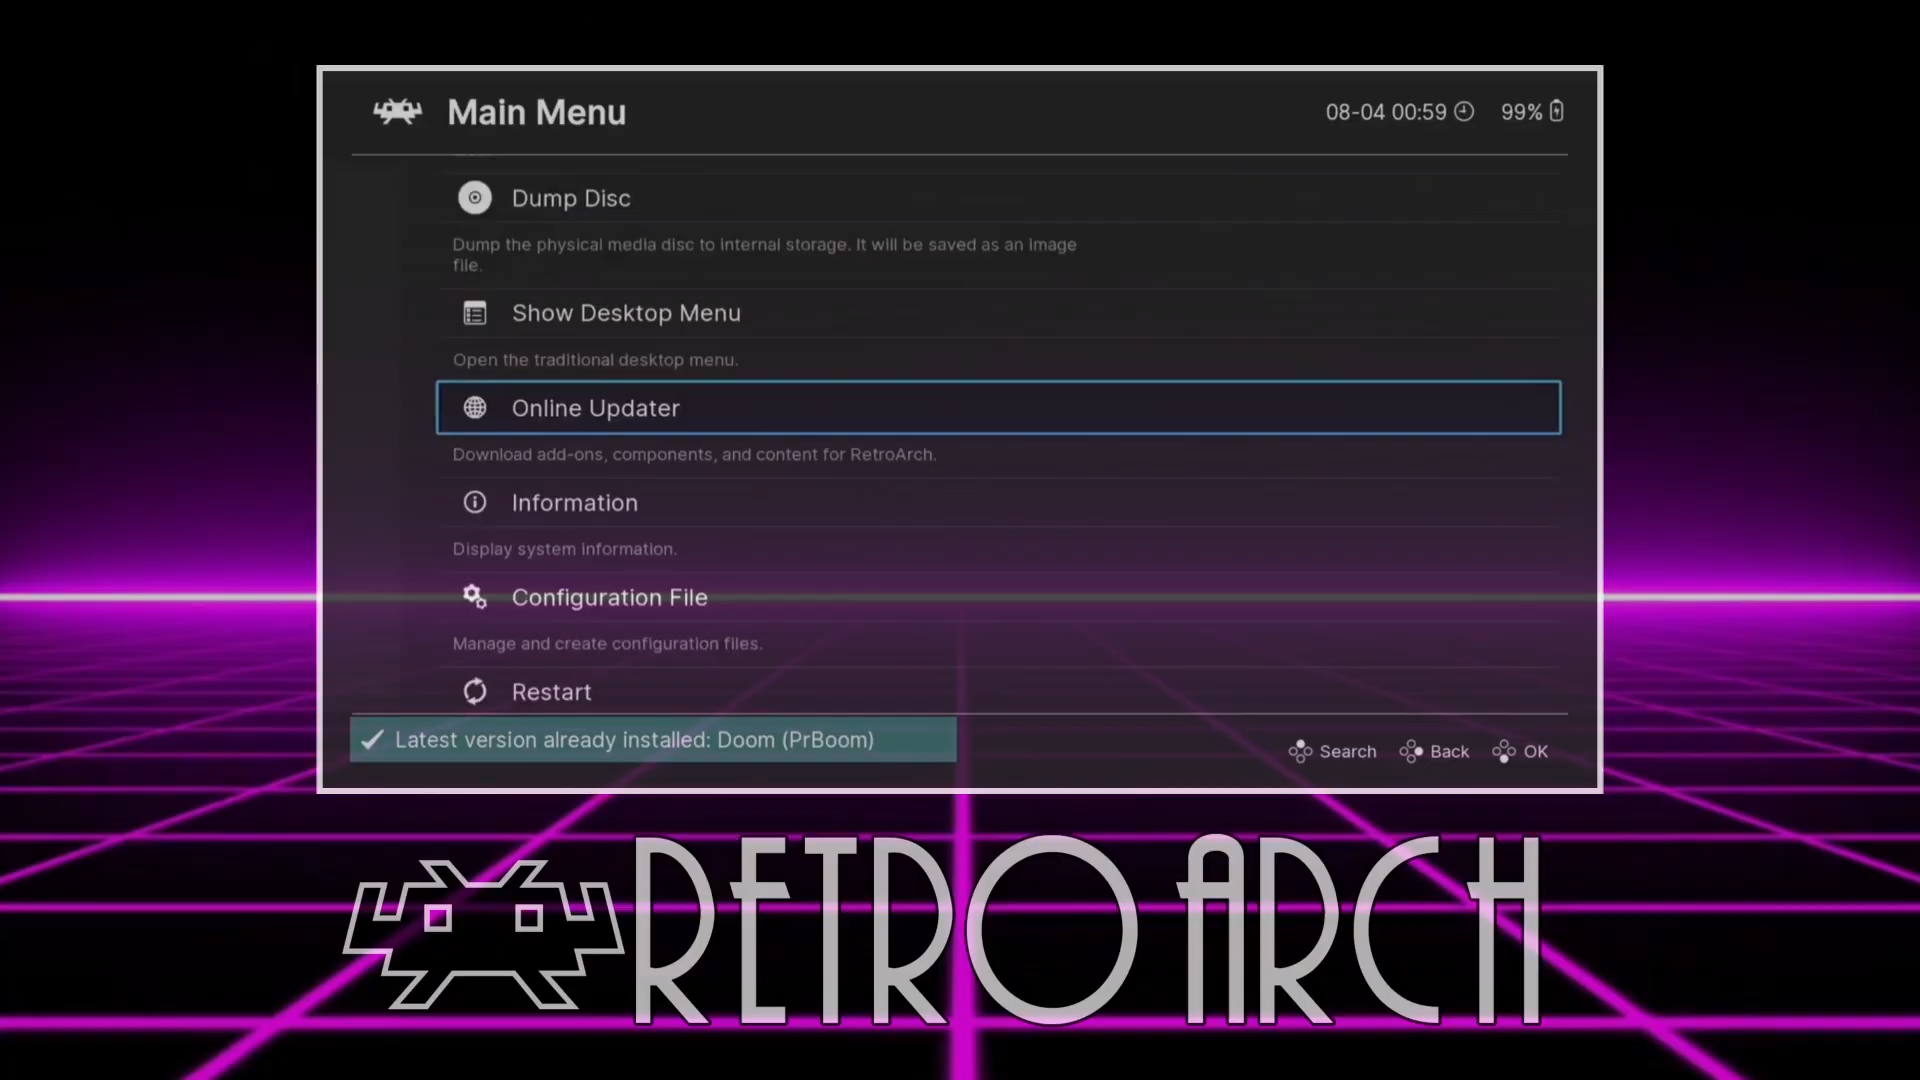 Main Menu
08-04 00:59 99%
Dump Disc
Dump the physical media disc to internal storage. It will be saved as an image
file.
Show Desktop Menu
Open the traditional desktop menu.
Online Updater
Download add-ons, components, and content for RetroArch.
Information
Display system information.
Configuration File
Manage and create configuration files.
Restart
Latest version already installed: Doom (PrBoom)
Search Back OK
RETROARCH